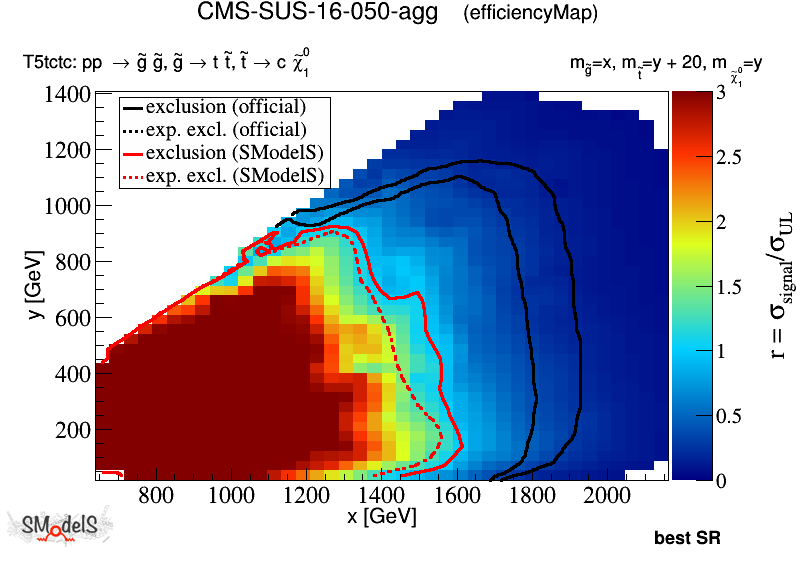 CMS-SUS-16-050-agg (efficiencyMap)
T5tctc: pp → g̃ g̃, g̃ → t t̃, t̃ → c χ̃₁⁰ m_g̃=x, m_t̃=y + 20, m_χ̃₁⁰=y
exclusion (official)
exp. excl. (official)
exclusion (SModelS)
exp. excl. (SModelS)
1400
1200
1000
800
600
400
200
y [GeV]
800 1000 1200 1400 1600 1800 2000
x [GeV]
3
2.5
2
1.5
1
0.5
0
r = σ_signal/σ_UL
SModelS
best SR